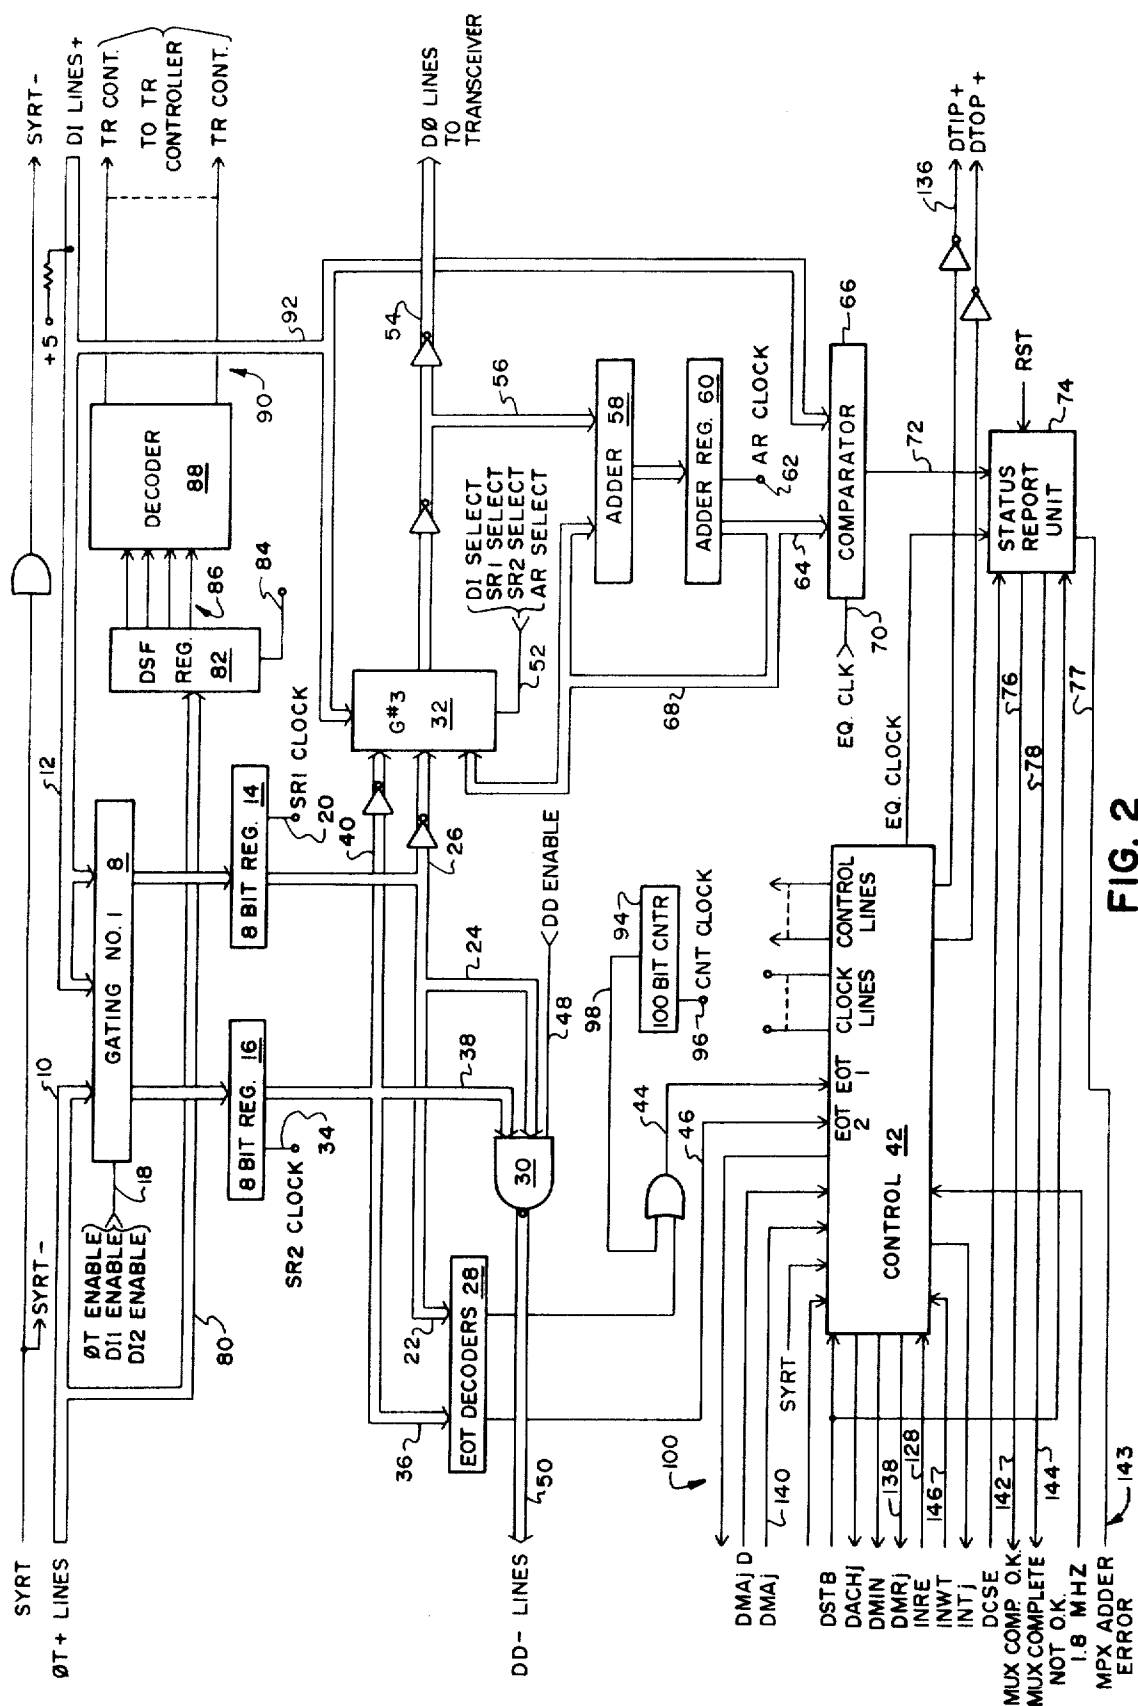 SYRT
SYRT-
ØT+ LINES
10
12
+5
SYRT-
DI LINES+
TR CONT.
TO TR
CONTROLLER
TR CONT.
ØT ENABLE
DI1 ENABLE
DI2 ENABLE
18
GATING NO. 1
8
80
DSF
REG.
82
84
86
DECODER
88
90
92
8 BIT REG. 16
SR2 CLOCK
34
8 BIT REG. 14
SR1 CLOCK
20
36
22
EOT DECODERS 28
38
40
24
26
G#3
32
DI SELECT
SR1 SELECT
SR2 SELECT
AR SELECT
52
54
DØ LINES
TO
TRANSCEIVER
56
DD- LINES
50
30
48
DD ENABLE
ADDER 58
ADDER REG. 60
AR CLOCK
62
64
68
98
94
100 BIT CNTR
96
CNT CLOCK
44
46
COMPARATOR
66
EQ. CLK
70
72
100
DMAj D
DMAj
140
SYRT
EOT
2
EOT
1
CLOCK
LINES
CONTROL
LINES
CONTROL 42
EQ. CLOCK
136
DTIP+
DTOP+
DSTB
DACHj
DMIN
DMRj
138
INRE
128
INWT
146
INTj
DCSE
MUX COMP. O.K.
142
MUX COMPLETE
NOT O.K.
144
1.8 MHZ
MPX ADDER
ERROR
143
STATUS
REPORT
UNIT
74
RST
76
78
77
FIG. 2